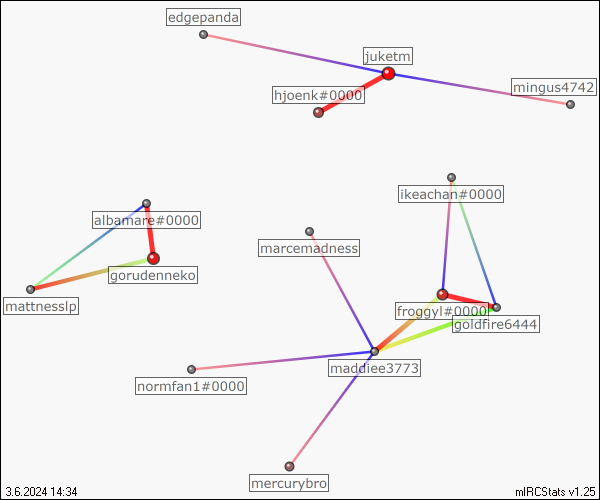 edgepanda
juketm
mingus4742
hjoenk#0000
ikeachan#0000
albamare#0000
marcemadness
gorudenneko
mattnesslp
froggyl#0000
goldfire6444
maddiee3773
normfan1#0000
mercurybro
3.6.2024 14:34
mIRCStats v1.25